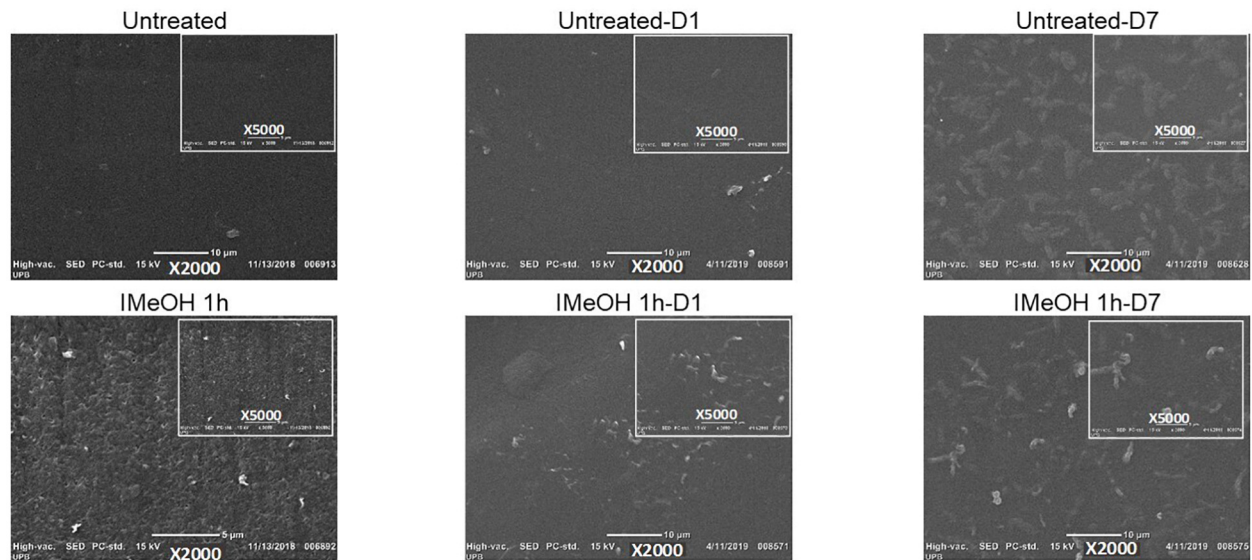 Untreated
Untreated-D1
Untreated-D7
X5000
X5000
X5000
10 µm
10 µm
10 µm
High-vac. SED PC-std. 15 kV X2000 11/13/2018 006913
UPB
High-vac. SED PC-std. 15 kV X2000 4/11/2019 008591
UPB
High-vac. SED PC-std. 15 kV X2000 4/11/2019 008628
UPB
IMeOH 1h
IMeOH 1h-D1
IMeOH 1h-D7
X5000
X5000
X5000
5 µm
10 µm
10 µm
High-vac. SED PC-std. 15 kV X2000 11/13/2018 006892
UPB
High-vac. SED PC-std. 15 kV X2000 4/11/2019 008571
UPB
High-vac. SED PC-std. 15 kV X2000 4/11/2019 008575
UPB